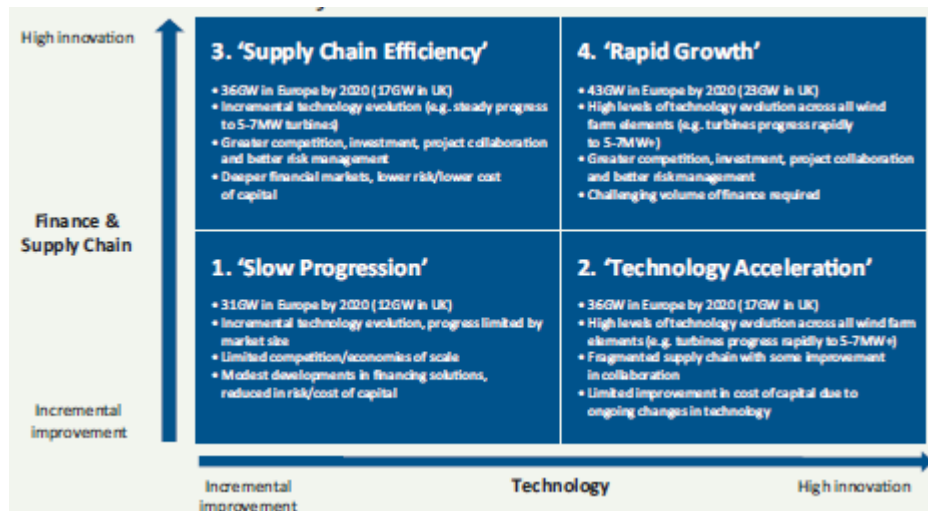 High innovation
Finance &
Supply Chain
Incremental
improvement
3. ‘Supply Chain Efficiency’
• 36GW in Europe by 2020 (17GW in UK)
• Incremental technology evolution (e.g. steady progress
to 5-7MW turbines)
• Greater competition, investment, project collaboration
and better risk management
• Deeper financial markets, lower risk/lower cost
of capital
4. ‘Rapid Growth’
• 43GW in Europe by 2020 (23GW in UK)
• High levels of technology evolution across all wind
farm elements (e.g. turbines progress rapidly
to 5-7MW+)
• Greater competition, investment, project collaboration
and better risk management
• Challenging volume of finance required
1. ‘Slow Progression’
• 31GW in Europe by 2020 (12GW in UK)
• Incremental technology evolution, progress limited by
market size
• Limited competition/economies of scale
• Modest developments in financing solutions,
reduced in risk/cost of capital
2. ‘Technology Acceleration’
• 36GW in Europe by 2020 (17GW in UK)
• High levels of technology evolution across all wind farm
elements (e.g. turbines progress rapidly to 5-7MW+)
• Fragmented supply chain with some improvement
in collaboration
• Limited improvement in cost of capital due to
ongoing changes in technology
Incremental
improvement
Technology
High innovation